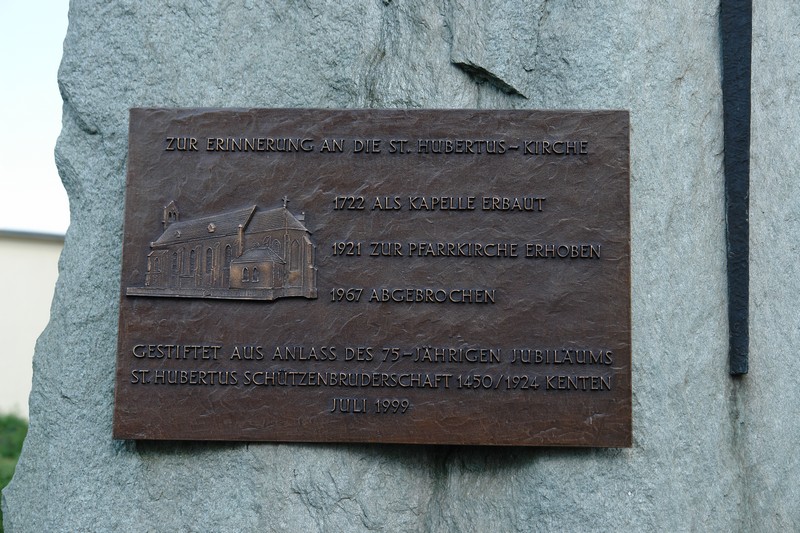 ZUR ERINNERUNG AN DIE ST. HUBERTUS-KIRCHE
1722 ALS KAPELLE ERBAUT
1921 ZUR PFARRKIRCHE ERHOBEN
1967 ABGEBROCHEN
GESTIFTET AUS ANLASS DES 75-JÄHRIGEN JUBILÄUMS
ST. HUBERTUS SCHÜTZENBRUDERSCHAFT 1450/1924 KENTEN
JULI 1999